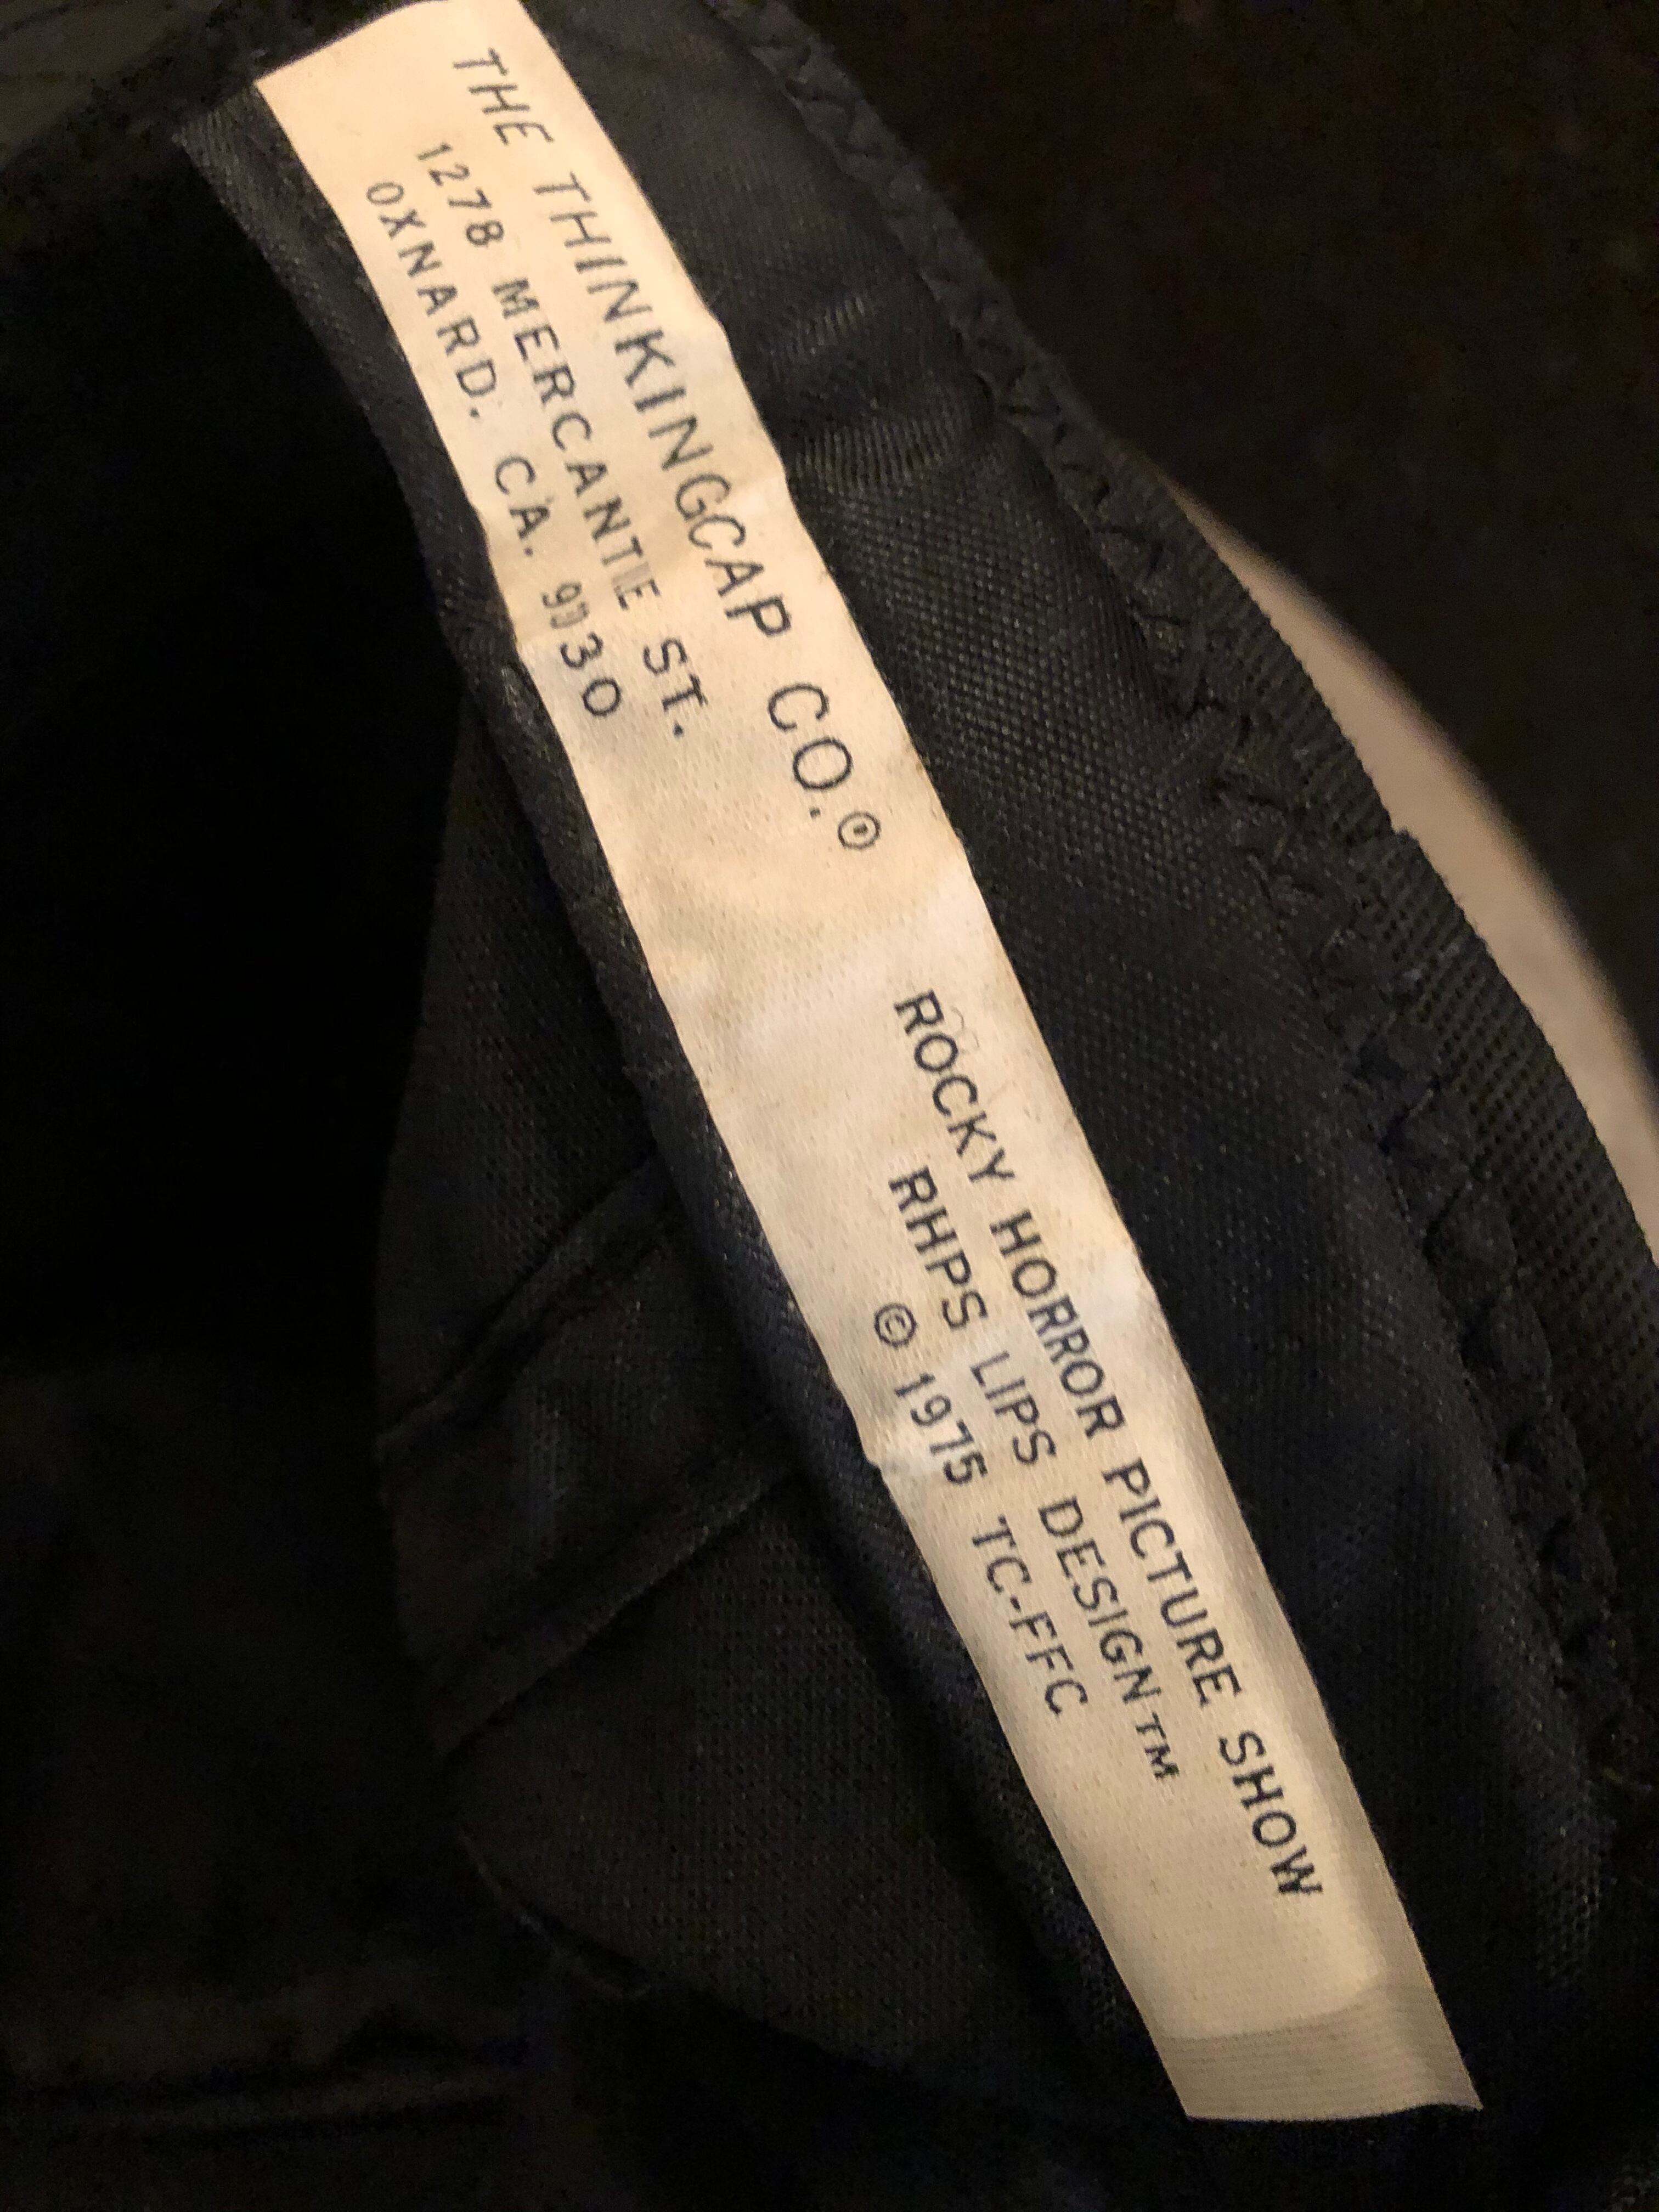 THE THINKINGCAP CO.®
1278 MERCANTILE ST.
OXNARD. CA.
ROCKY HORROR PICTURE SHOW
RHPS LIPS DESIGN™
© 1975 TC-FFC